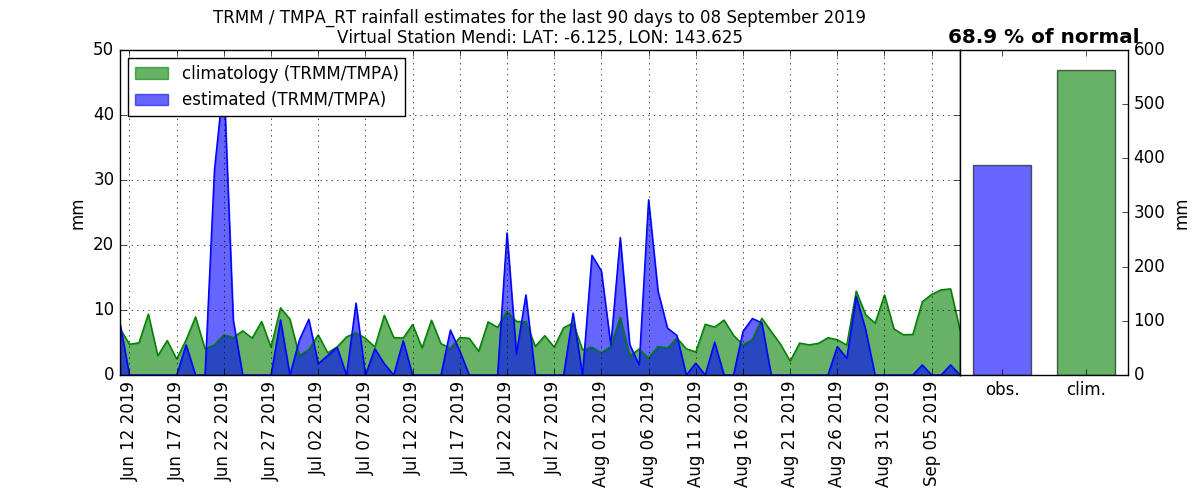 TRMM / TMPA_RT rainfall estimates for the last 90 days to 08 September 2019
Virtual Station Mendi: LAT: -6.125, LON: 143.625
68.9 % of normal
climatology (TRMM/TMPA)
estimated (TRMM/TMPA)
50
40
30
20
10
0
mm
Jun 12 2019
Jun 17 2019
Jun 22 2019
Jun 27 2019
Jul 02 2019
Jul 07 2019
Jul 12 2019
Jul 17 2019
Jul 22 2019
Jul 27 2019
Aug 01 2019
Aug 06 2019
Aug 11 2019
Aug 16 2019
Aug 21 2019
Aug 26 2019
Aug 31 2019
Sep 05 2019
obs.
clim.
600
500
400
300
200
100
0
mm